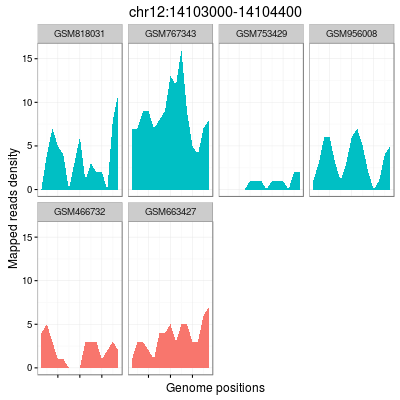 chr12:14103000-14104400
GSM818031 GSM767343 GSM753429 GSM956008
15
10
5
0
GSM466732 GSM663427
15
10
5
0
Mapped reads density
Genome positions